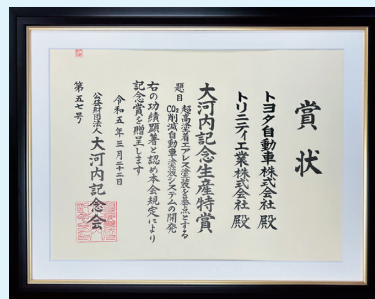 賞状
トヨタ自動車株式会社 殿
トリニティ工業株式会社 殿
大河内記念生産特賞
題目
超高塗着エアレス塗装を基点とする
CO₂削減自動車塗装システムの開発
右の功績顕著と認め本会規定により
記念賞を贈呈します
令和五年三月二十二日
公益財団法人 大河内記念会
第五七号